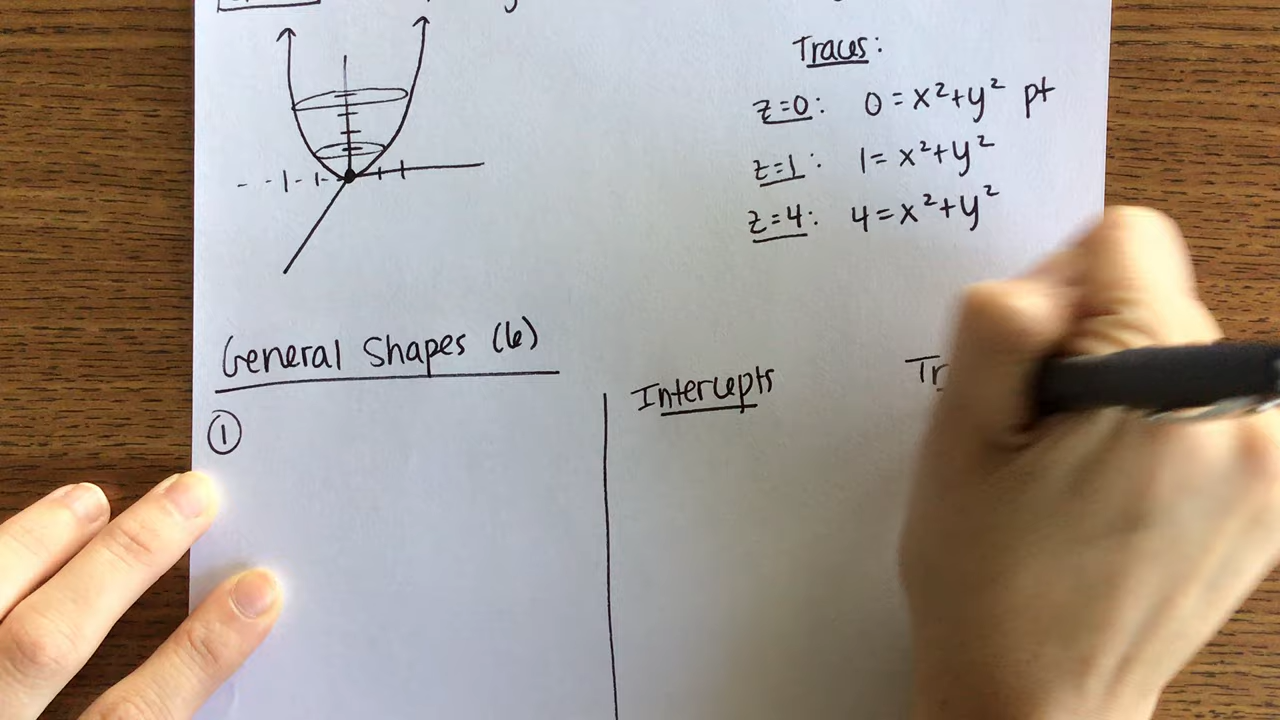 Traces:
z=0: 0=x²+y² pt
z=1: 1=x²+y²
z=4: 4=x²+y²
General Shapes (6)
Intercepts Tr
①